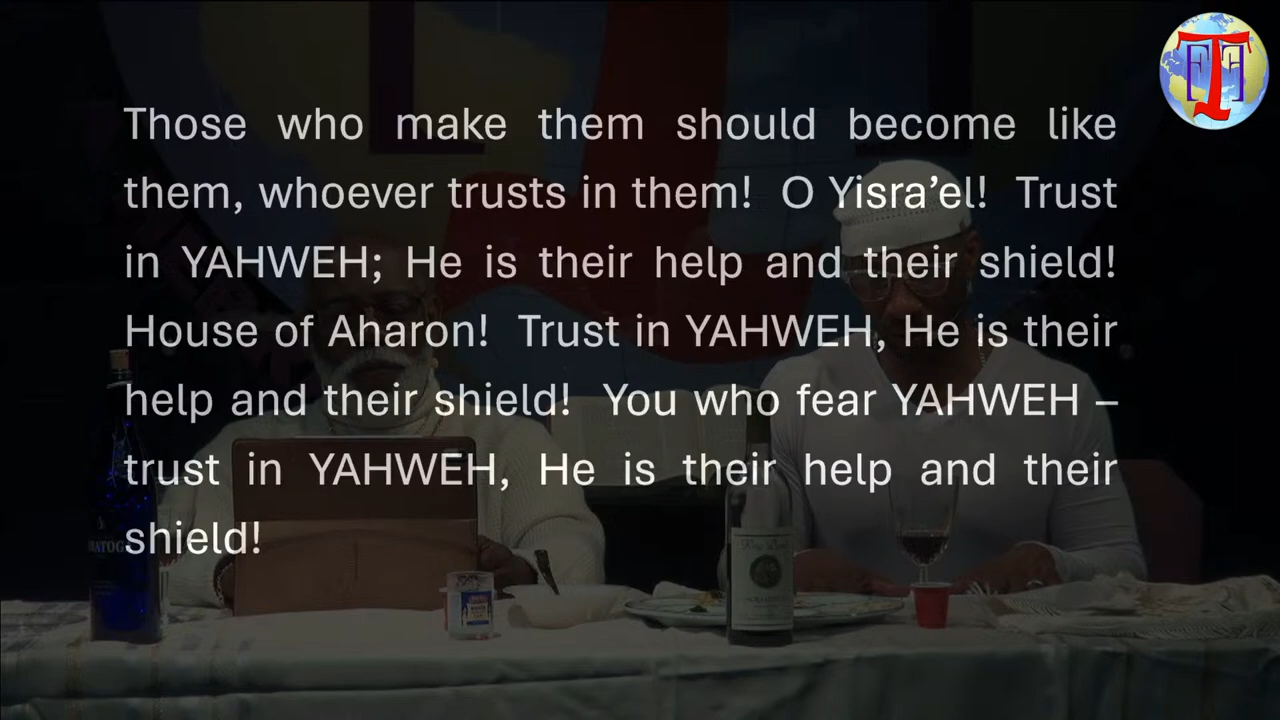 Those who make them should become like
them, whoever trusts in them! O Yisra’el! Trust
in YAHWEH; He is their help and their shield!
House of Aharon! Trust in YAHWEH, He is their
help and their shield! You who fear YAHWEH –
trust in YAHWEH, He is their help and their
shield!